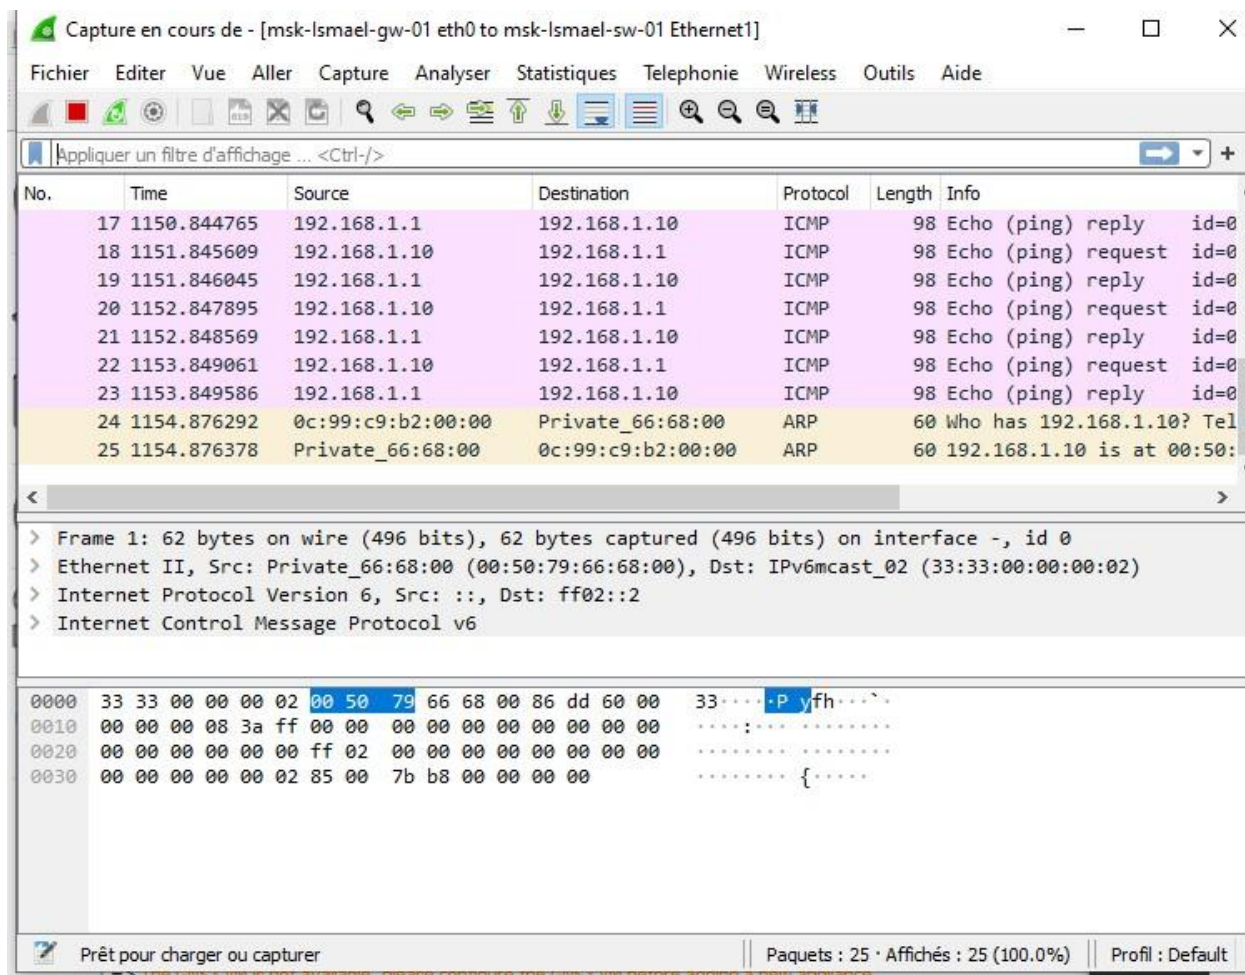 Capture en cours de - [msk-Ismael-gw-01 eth0 to msk-Ismael-sw-01 Ethernet1]
Fichier Editer Vue Aller Capture Analyser Statistiques Telephonie Wireless Outils Aide
Appliquer un filtre d'affichage ... <Ctrl-/>
No. Time Source Destination Protocol Length Info
17 1150.844765 192.168.1.1 192.168.1.10 ICMP 98 Echo (ping) reply id=0
18 1151.845609 192.168.1.10 192.168.1.1 ICMP 98 Echo (ping) request id=0
19 1151.846045 192.168.1.1 192.168.1.10 ICMP 98 Echo (ping) reply id=0
20 1152.847895 192.168.1.10 192.168.1.1 ICMP 98 Echo (ping) request id=0
21 1152.848569 192.168.1.1 192.168.1.10 ICMP 98 Echo (ping) reply id=0
22 1153.849061 192.168.1.10 192.168.1.1 ICMP 98 Echo (ping) request id=0
23 1153.849586 192.168.1.1 192.168.1.10 ICMP 98 Echo (ping) reply id=0
24 1154.876292 0c:99:c9:b2:00:00 Private_66:68:00 ARP 60 Who has 192.168.1.10? Tel
25 1154.876378 Private_66:68:00 0c:99:c9:b2:00:00 ARP 60 192.168.1.10 is at 00:50:
Frame 1: 62 bytes on wire (496 bits), 62 bytes captured (496 bits) on interface -, id 0
Ethernet II, Src: Private_66:68:00 (00:50:79:66:68:00), Dst: IPv6mcast_02 (33:33:00:00:00:02)
Internet Protocol Version 6, Src: ::, Dst: ff02::2
Internet Control Message Protocol v6
0000 33 33 00 00 00 02 00 50 79 66 68 00 86 dd 60 00 33·····P yfh···`·
0010 00 00 00 08 3a ff 00 00 00 00 00 00 00 00 00 00 ····:··· ········
0020 00 00 00 00 00 00 ff 02 00 00 00 00 00 00 00 00 ········ ········
0030 00 00 00 00 00 02 85 00 7b b8 00 00 00 00 ········ {·····
Prêt pour charger ou capturer Paquets : 25 · Affichés : 25 (100.0%) Profil : Default